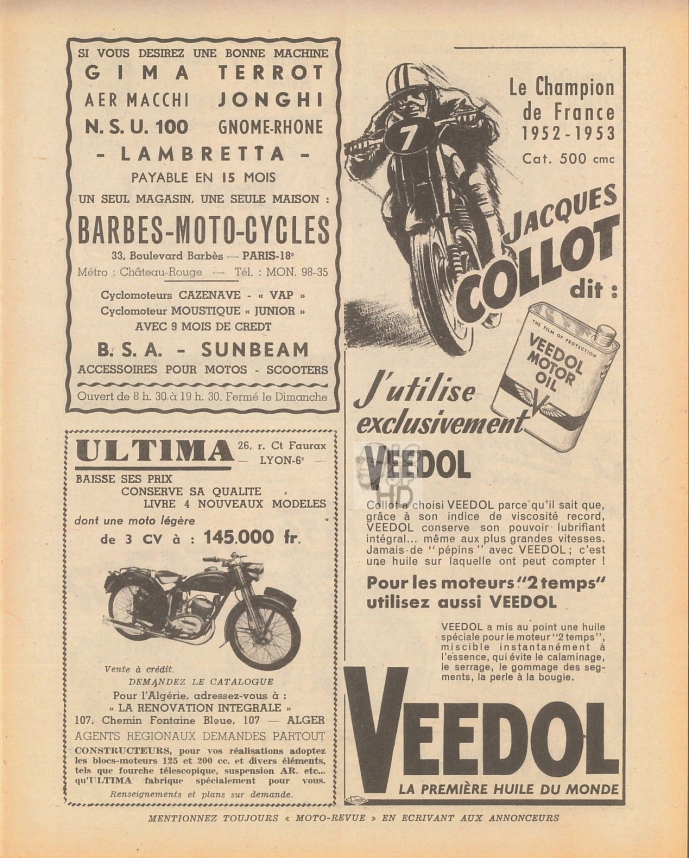 SI VOUS DESIREZ UNE BONNE MACHINE
GIMA TERROT
AERMACCHI JONGHI
N.S.U. 100 GNOME-RHONE
- LAMBRETTA -
PAYABLE EN 15 MOIS
UN SEUL MAGASIN, UNE SEULE MAISON :
BARBES-MOTO-CYCLES
33, Boulevard Barbès — PARIS-18e
Métro : Château-Rouge — Tél. : MON. 98-35
Cyclomoteurs CAZENAVE - « VAP »
Cyclomoteur MOUSTIQUE « JUNIOR »
AVEC 9 MOIS DE CREDT
B.S.A. - SUNBEAM
ACCESSOIRES POUR MOTOS - SCOOTERS
Ouvert de 8 h. 30 à 19 h. 30. Fermé le Dimanche
ULTIMA 26, r. Ct Faurax
— LYON-6e —
BAISSE SES PRIX
CONSERVE SA QUALITE
LIVRE 4 NOUVEAUX MODELES
dont une moto légère
de 3 CV à : 145.000 fr.
Vente à crédit.
DEMANDEZ LE CATALOGUE
Pour l'Algérie, adressez-vous à :
« LA RENOVATION INTEGRALE »
107, Chemin Fontaine Bleue, 107 — ALGER
AGENTS REGIONAUX DEMANDES PARTOUT
CONSTRUCTEURS, pour vos réalisations adoptez
les blocs-moteurs 125 et 200 cc. et divers éléments,
tels que fourche télescopique, suspension AR. etc...
qu'ULTIMA fabrique spécialement pour vous.
Renseignements et plans sur demande.
7
Le Champion
de France
1952-1953
Cat. 500 cmc
JACQUES
COLLOT
dit :
THE FILM OF PROTECTION
VEEDOL
MOTOR
OIL
V
J'utilise
exclusivement
VEEDOL
HD
Collot a choisi VEEDOL parce qu'il sait que,
grâce à son indice de viscosité record,
VEEDOL conserve son pouvoir lubrifiant
intégral... même aux plus grandes vitesses.
Jamais de "pépins" avec VEEDOL ; c'est
une huile sur laquelle ont peut compter !
Pour les moteurs "2 temps"
utilisez aussi VEEDOL
VEEDOL a mis au point une huile
spéciale pour le moteur "2 temps",
miscible instantanément à
l'essence, qui évite le calaminage,
le serrage, le gommage des seg-
ments, la perle à la bougie.
VEEDOL
LA PREMIÈRE HUILE DU MONDE
MENTIONNEZ TOUJOURS « MOTO-REVUE » EN ECRIVANT AUX ANNONCEURS